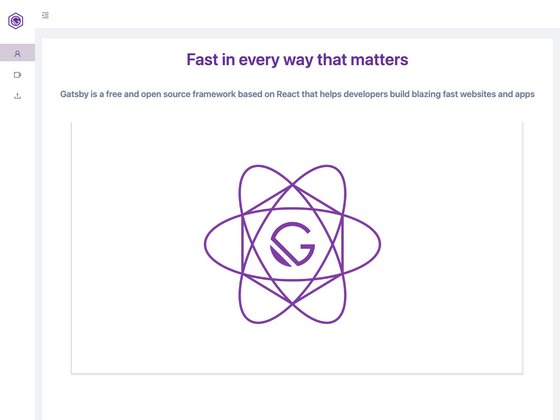 Fast in every way that matters
Gatsby is a free and open source framework based on React that helps developers build blazing fast websites and apps